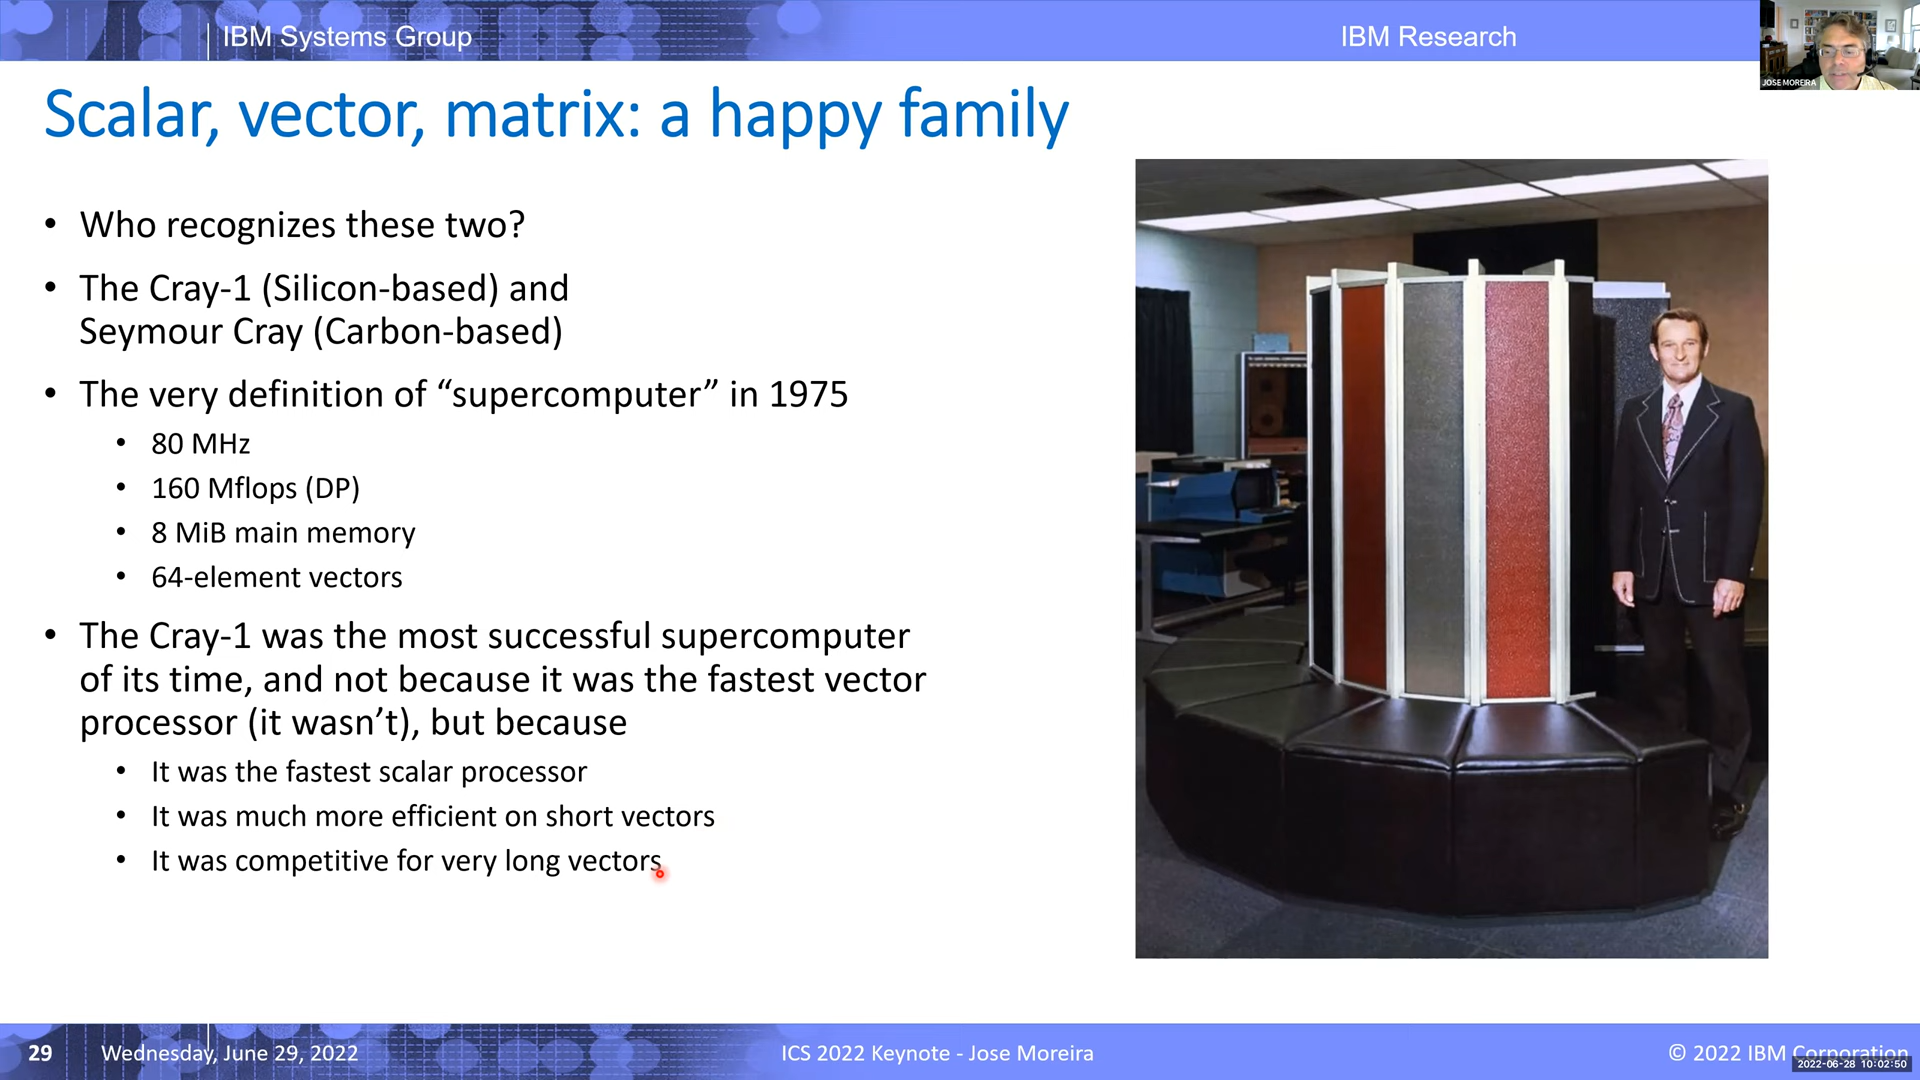 IBM Systems Group
IBM Research
JOSE MOREIRA
Scalar, vector, matrix: a happy family
• Who recognizes these two?
• The Cray-1 (Silicon-based) and
Seymour Cray (Carbon-based)
• The very definition of “supercomputer” in 1975
• 80 MHz
• 160 Mflops (DP)
• 8 MiB main memory
• 64-element vectors
• The Cray-1 was the most successful supercomputer
of its time, and not because it was the fastest vector
processor (it wasn’t), but because
• It was the fastest scalar processor
• It was much more efficient on short vectors
• It was competitive for very long vectors
29
Wednesday, June 29, 2022
ICS 2022 Keynote - Jose Moreira
© 2022 IBM Corporation
2022-06-28 10:02:50